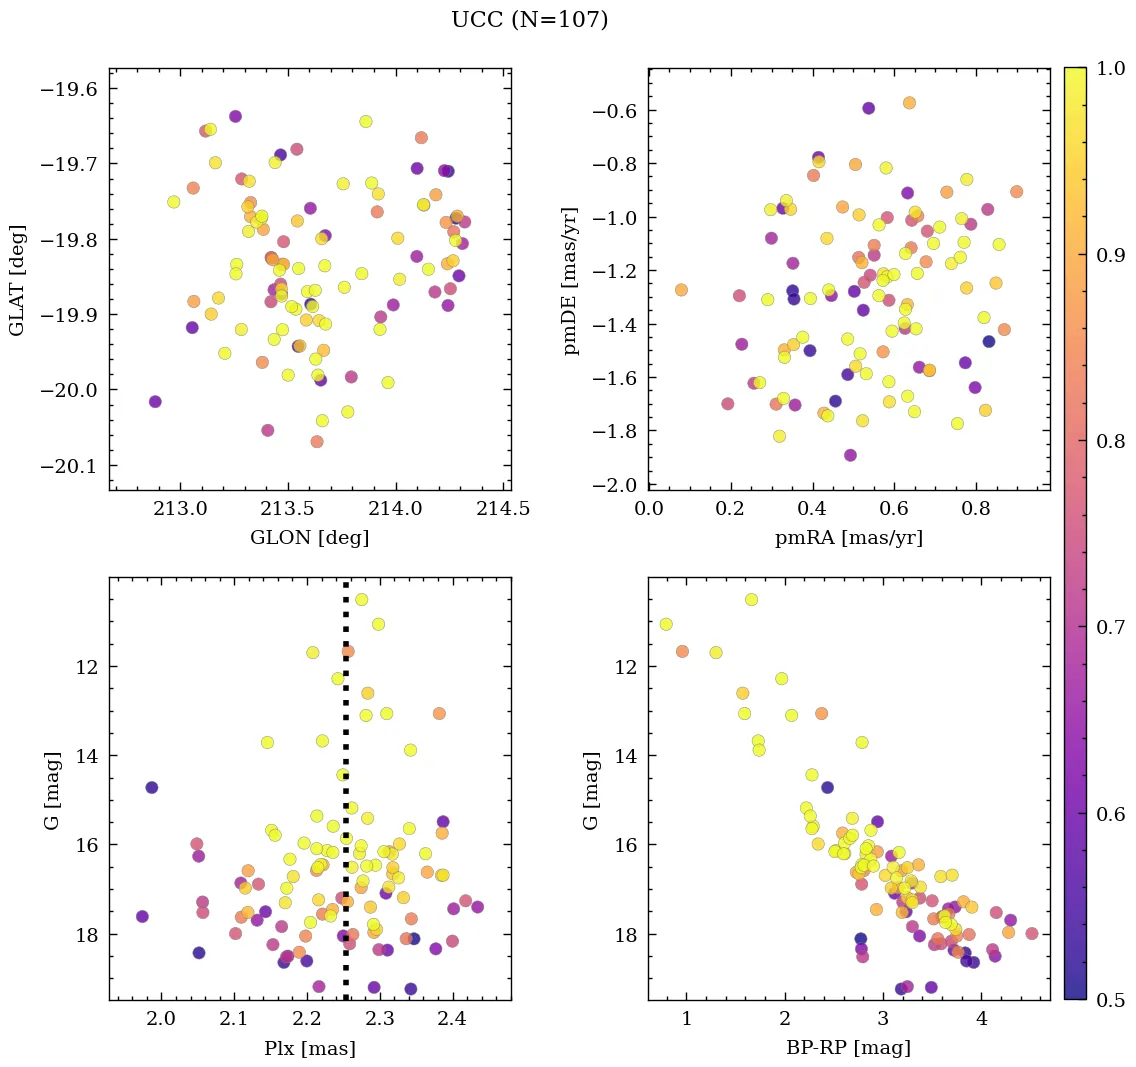 UCC (N=107)
−19.6
−19.7
−19.8
−19.9
−20.0
−20.1
GLAT [deg]
213.0 213.5 214.0 214.5
GLON [deg]
−0.6
−0.8
−1.0
−1.2
−1.4
−1.6
−1.8
−2.0
pmDE [mas/yr]
0.0 0.2 0.4 0.6 0.8
pmRA [mas/yr]
12
14
16
18
G [mag]
2.0 2.1 2.2 2.3 2.4
Plx [mas]
12
14
16
18
G [mag]
1 2 3 4
BP-RP [mag]
1.0
0.9
0.8
0.7
0.6
0.5